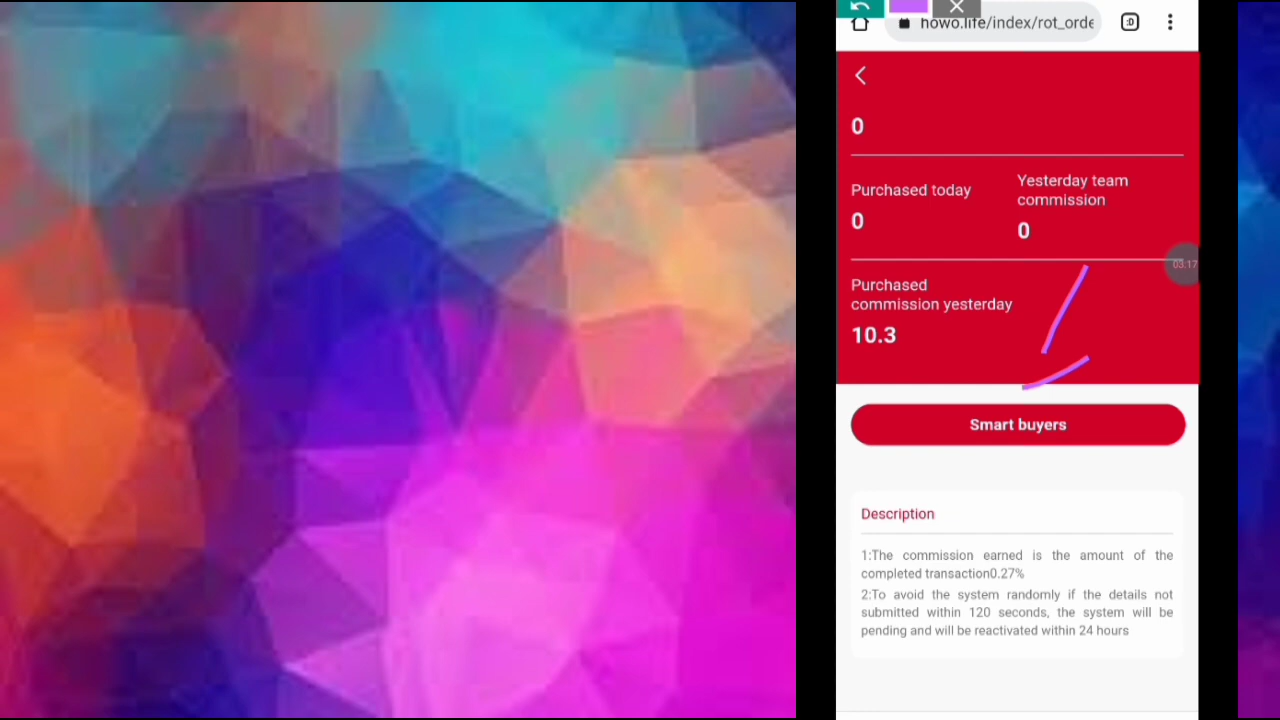 howo.life/index/rot_orde
:D
0
Purchased today
0
Yesterday team
commission
0
03:17
Purchased
commission yesterday
10.3
Smart buyers
Description
1:The commission earned is the amount of the
completed transaction0.27%
2:To avoid the system randomly if the details not
submitted within 120 seconds, the system will be
pending and will be reactivated within 24 hours